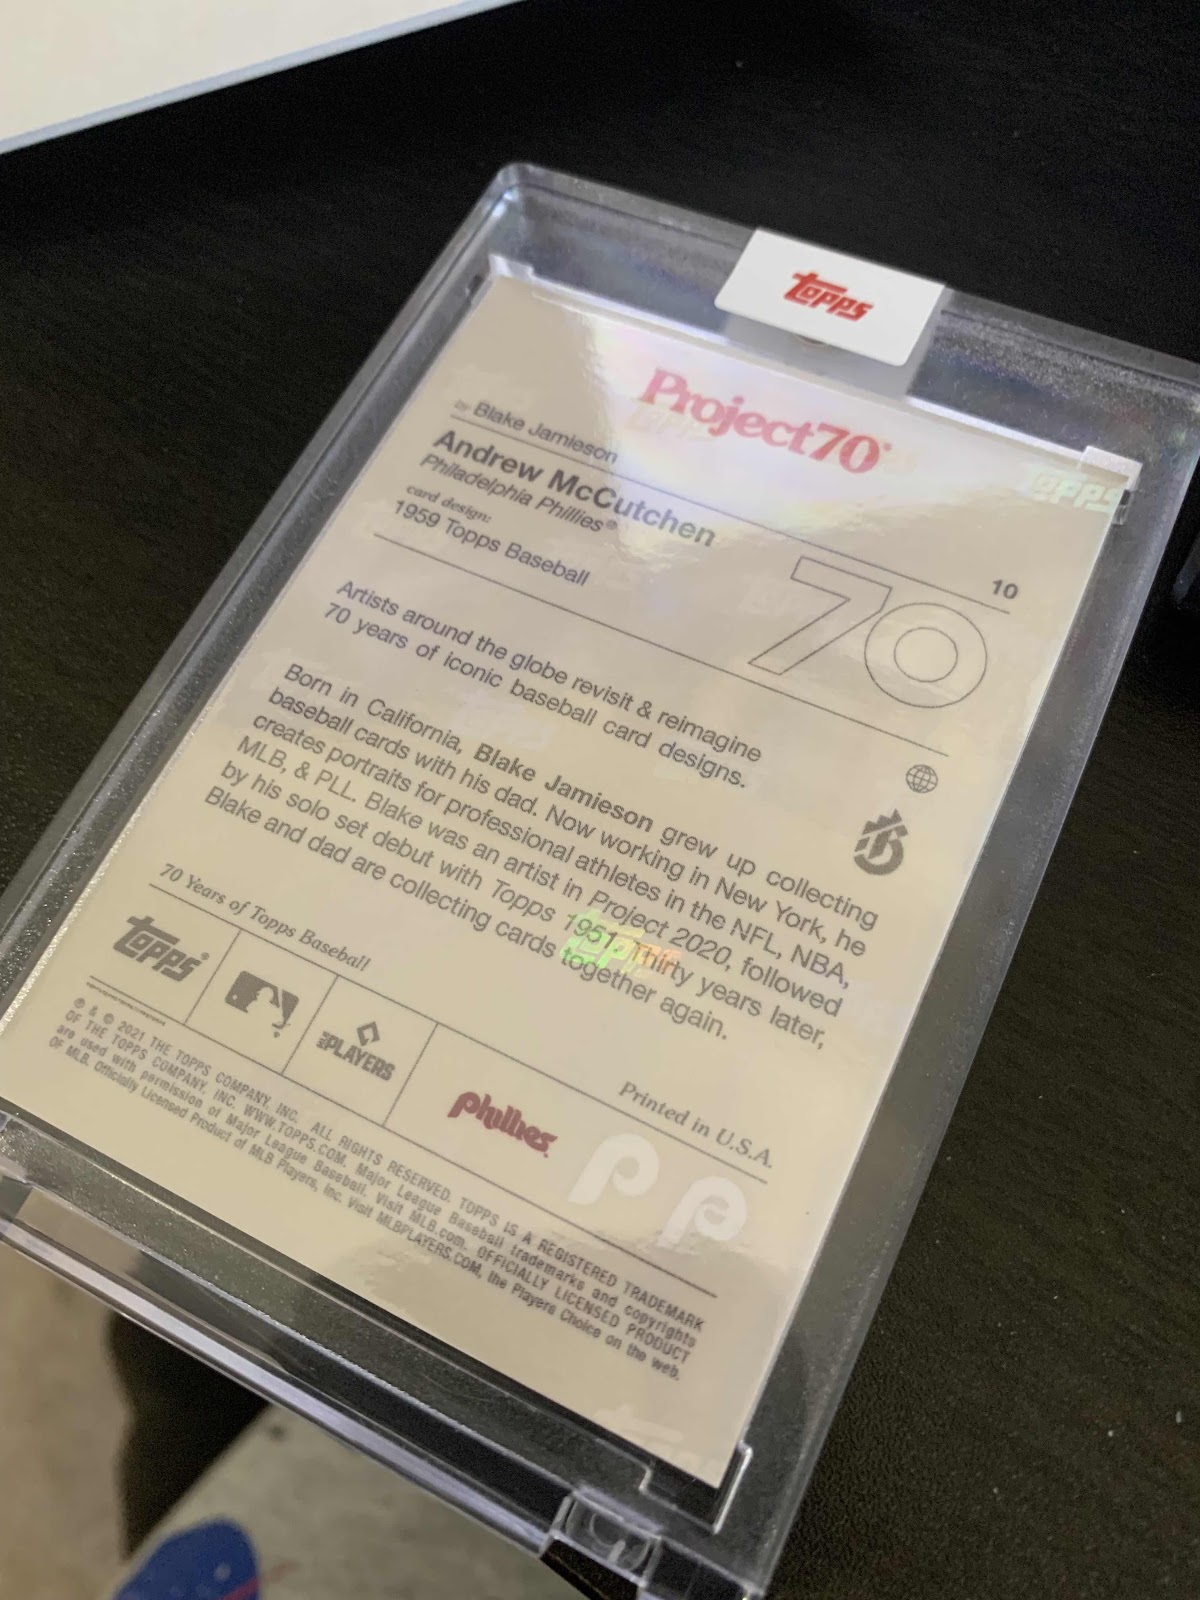 Topps
Project70®
by Blake Jamieson
Andrew McCutchen
Philadelphia Phillies®
10
card design:
1959 Topps Baseball
70
Artists around the globe revisit & reimagine
70 years of iconic baseball card designs.
Born in California, Blake Jamieson grew up collecting
baseball cards with his dad. Now working in New York, he
creates portraits for professional athletes in the NFL, NBA,
MLB, & PLL. Blake was an artist in Project 2020, followed
by his solo set debut with Topps 1951. Thirty years later,
Blake and dad are collecting cards together again.
70 Years of Topps Baseball
Printed in U.S.A.
Topps®
MLB PLAYERS
Phillies
P P
® & © 2021 THE TOPPS COMPANY, INC. ALL RIGHTS RESERVED. TOPPS IS A REGISTERED TRADEMARK
OF THE TOPPS COMPANY, INC. WWW.TOPPS.COM. Major League Baseball trademarks and copyrights
are used with permission of Major League Baseball. Visit MLB.com. OFFICIALLY LICENSED PRODUCT
OF MLB. Officially Licensed Product of MLB Players, Inc. Visit MLBPLAYERS.COM, the Players Choice on the web.